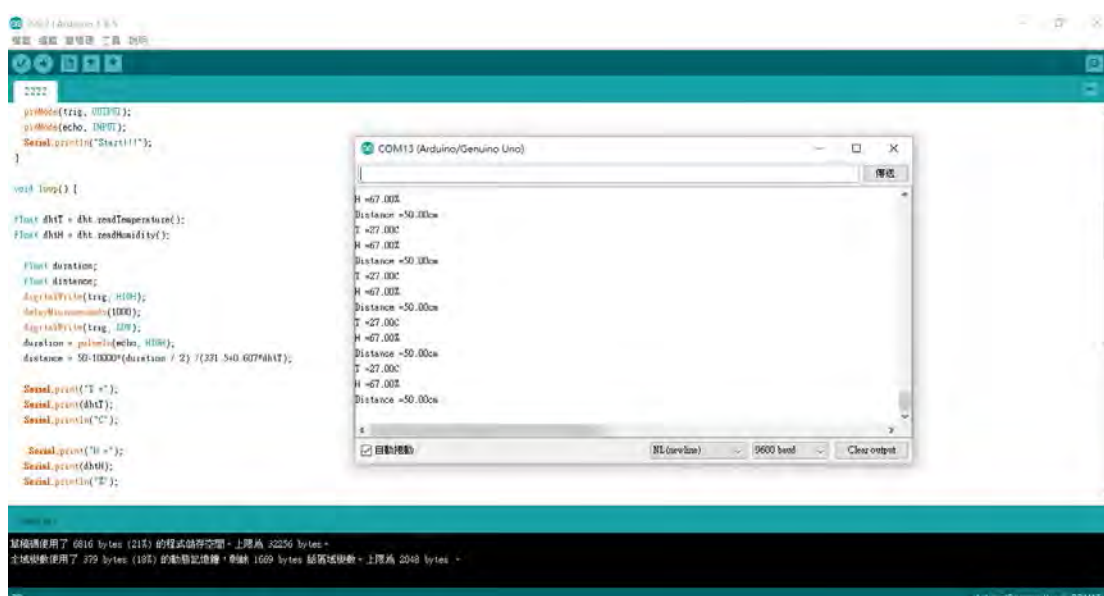 2222
pinMode(trig, OUTPUT);
pinMode(echo, INPUT);
Serial.println("Start!!!");
}
void loop() {
float dhtT = dht.readTemperature();
float dhtH = dht.readHumidity();
float duration;
float distance;
digitalWrite(trig, HIGH);
delayMicroseconds(1000);
digitalWrite(trig, LOW);
duration = pulseIn(echo, HIGH);
distance = 50-10000*(duration / 2) /(331.5+0.607*dhtT);
Serial.print("T =");
Serial.print(dhtT);
Serial.println("C");
Serial.print("H =");
Serial.print(dhtH);
Serial.println("%");
COM13 (Arduino/Genuino Uno)
傳送
H =67.00%
Distance =50.00cm
T =27.00C
H =67.00%
Distance =50.00cm
T =27.00C
H =67.00%
Distance =50.00cm
T =27.00C
H =67.00%
Distance =50.00cm
T =27.00C
H =67.00%
Distance =50.00cm
自動捲動
NL(newline)
9600 baud
Clear output
草稿碼使用了 6816 bytes (21%) 的程式儲存空間。上限為 32256 bytes。
全域變數使用了 379 bytes (18%) 的動態記憶體，剩餘 1669 bytes 給區域變數。上限為 2048 bytes 。